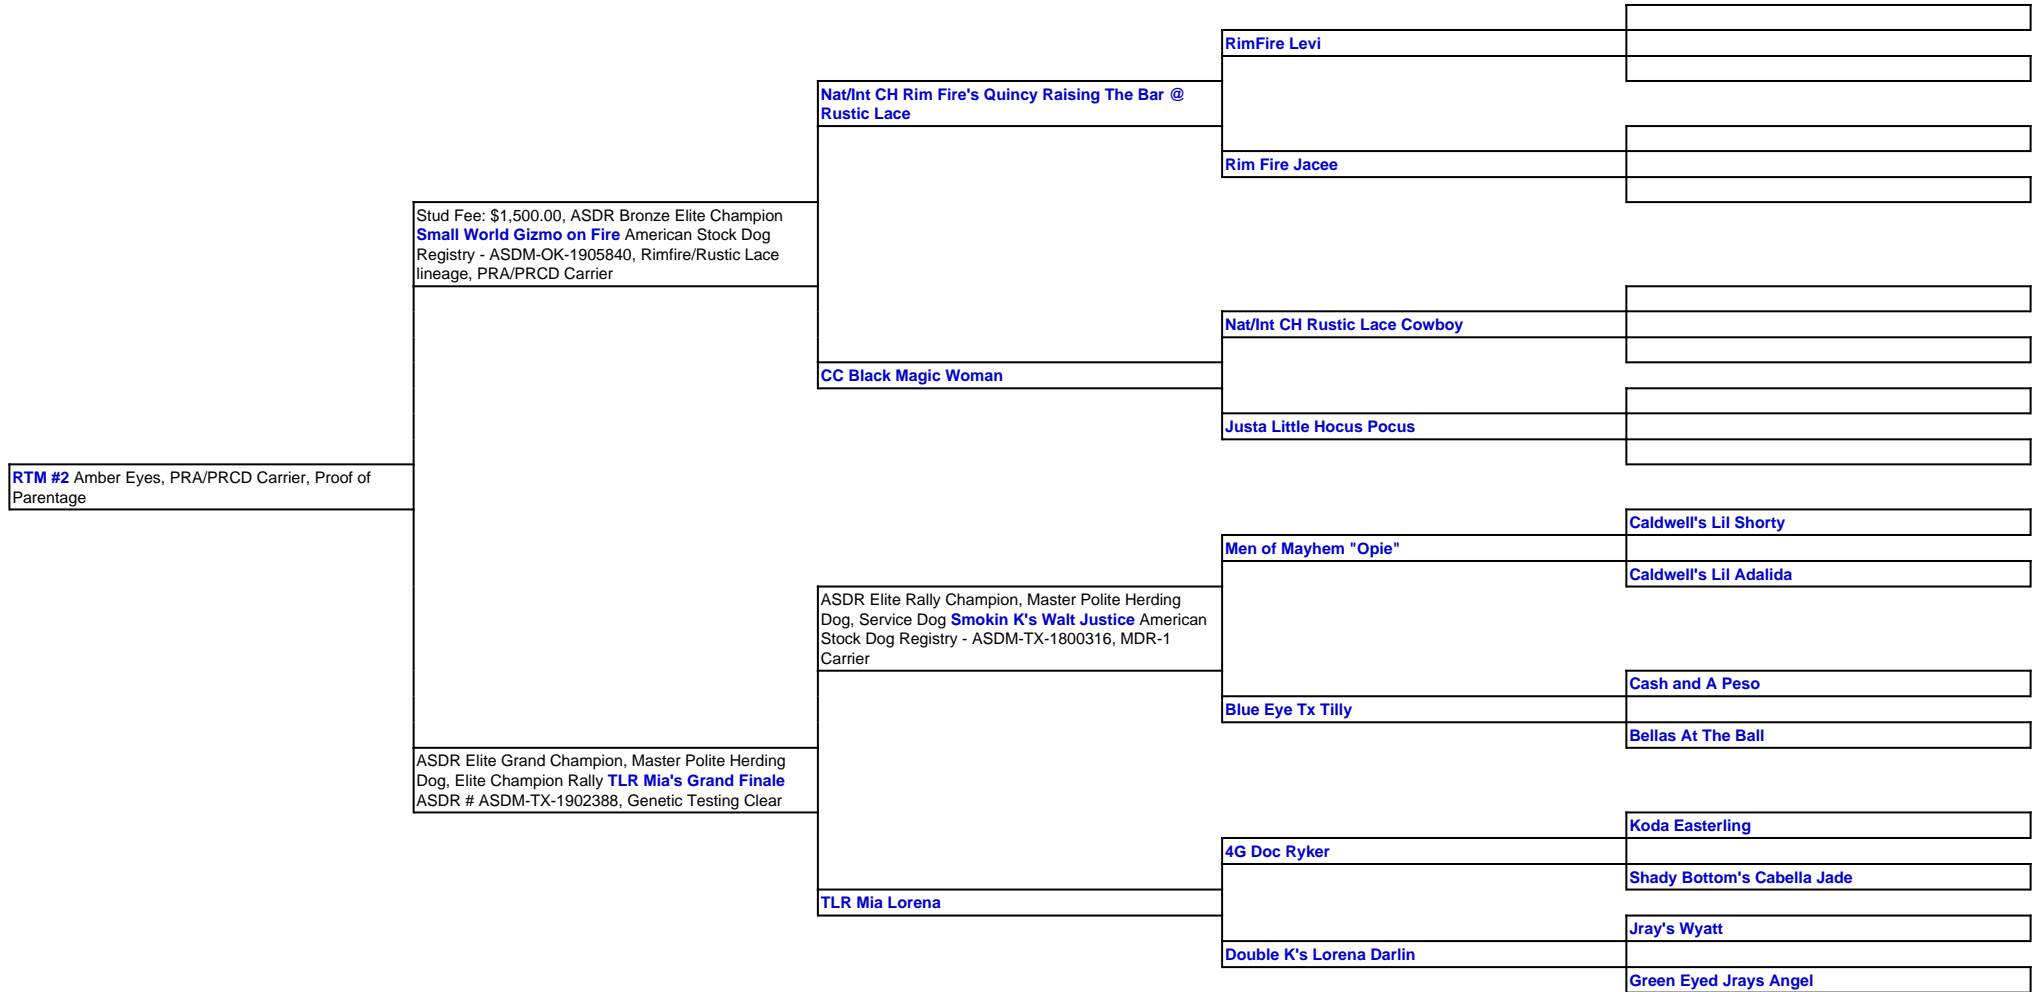 RimFire Levi
Nat/Int CH Rim Fire's Quincy Raising The Bar @
Rustic Lace
Rim Fire Jacee
Stud Fee: $1,500.00, ASDR Bronze Elite Champion
Small World Gizmo on Fire American Stock Dog
Registry - ASDM-OK-1905840, Rimfire/Rustic Lace
lineage, PRA/PRCD Carrier
Nat/Int CH Rustic Lace Cowboy
CC Black Magic Woman
Justa Little Hocus Pocus
RTM #2 Amber Eyes, PRA/PRCD Carrier, Proof of
Parentage
Caldwell's Lil Shorty
Men of Mayhem "Opie"
Caldwell's Lil Adalida
ASDR Elite Rally Champion, Master Polite Herding
Dog, Service Dog Smokin K's Walt Justice American
Stock Dog Registry - ASDM-TX-1800316, MDR-1
Carrier
Cash and A Peso
Blue Eye Tx Tilly
Bellas At The Ball
ASDR Elite Grand Champion, Master Polite Herding
Dog, Elite Champion Rally TLR Mia's Grand Finale
ASDR # ASDM-TX-1902388, Genetic Testing Clear
Koda Easterling
4G Doc Ryker
Shady Bottom's Cabella Jade
TLR Mia Lorena
Jray's Wyatt
Double K's Lorena Darlin
Green Eyed Jrays Angel